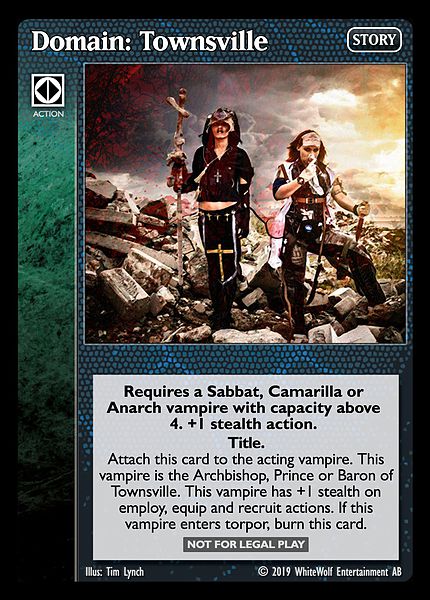 Domain: Townsville
STORY
ACTION
Requires a Sabbat, Camarilla or
Anarch vampire with capacity above
4. +1 stealth action.
Title.
Attach this card to the acting vampire. This
vampire is the Archbishop, Prince or Baron of
Townsville. This vampire has +1 stealth on
employ, equip and recruit actions. If this
vampire enters torpor, burn this card.
NOT FOR LEGAL PLAY
Illus: Tim Lynch
© 2019 WhiteWolf Entertainment AB